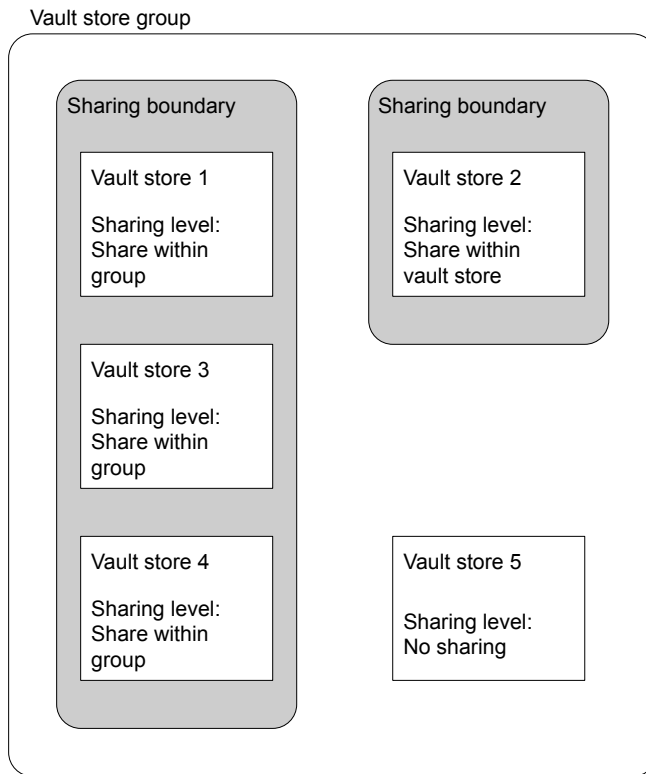 Vault store group
Sharing boundary
Vault store 1
Sharing level:
Share within
group
Vault store 3
Sharing level:
Share within
group
Vault store 4
Sharing level:
Share within
group
Sharing boundary
Vault store 2
Sharing level:
Share within
vault store
Vault store 5
Sharing level:
No sharing